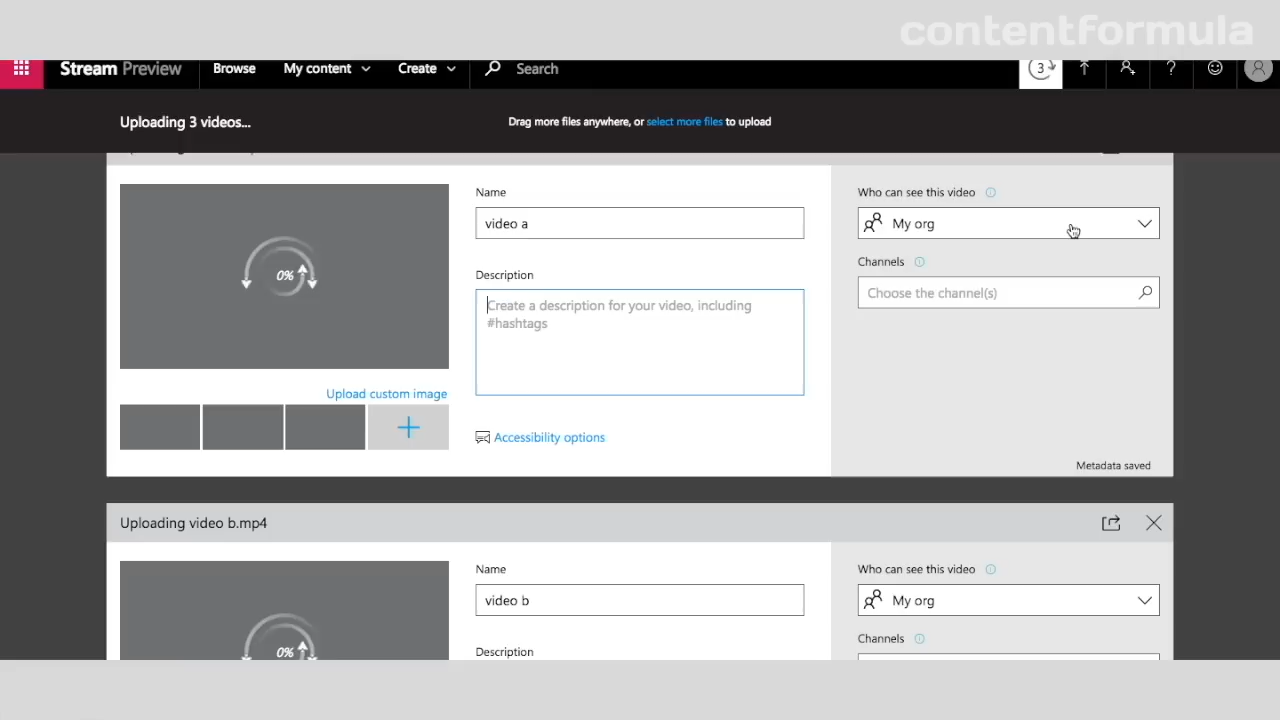 contentformula
Stream Preview Browse My content Create Search 3
Uploading 3 videos... Drag more files anywhere, or select more files to upload
Name
video a
Who can see this video
My org
0%
Description
Create a description for your video, including
#hashtags
Channels
Choose the channel(s)
Upload custom image
Accessibility options
Metadata saved
Uploading video b.mp4
Name
video b
Who can see this video
My org
0%
Description
Channels